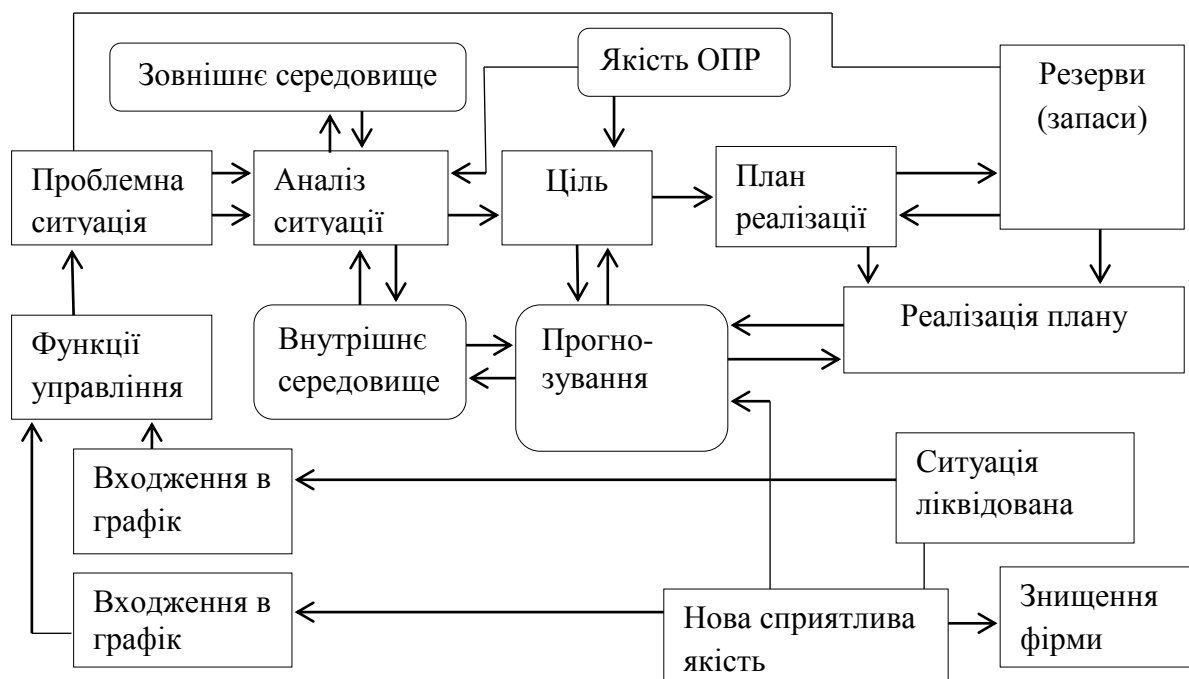 Зовнішнє середовище
Якість ОПР
Резерви
(запаси)
Проблемна
ситуація
Аналіз
ситуації
Ціль
План
реалізації
Функції
управління
Внутрішнє
середовище
Прогно-
зування
Реалізація плану
Входження в
графік
Ситуація
ліквідована
Входження в
графік
Нова сприятлива
якість
Знищення
фірми